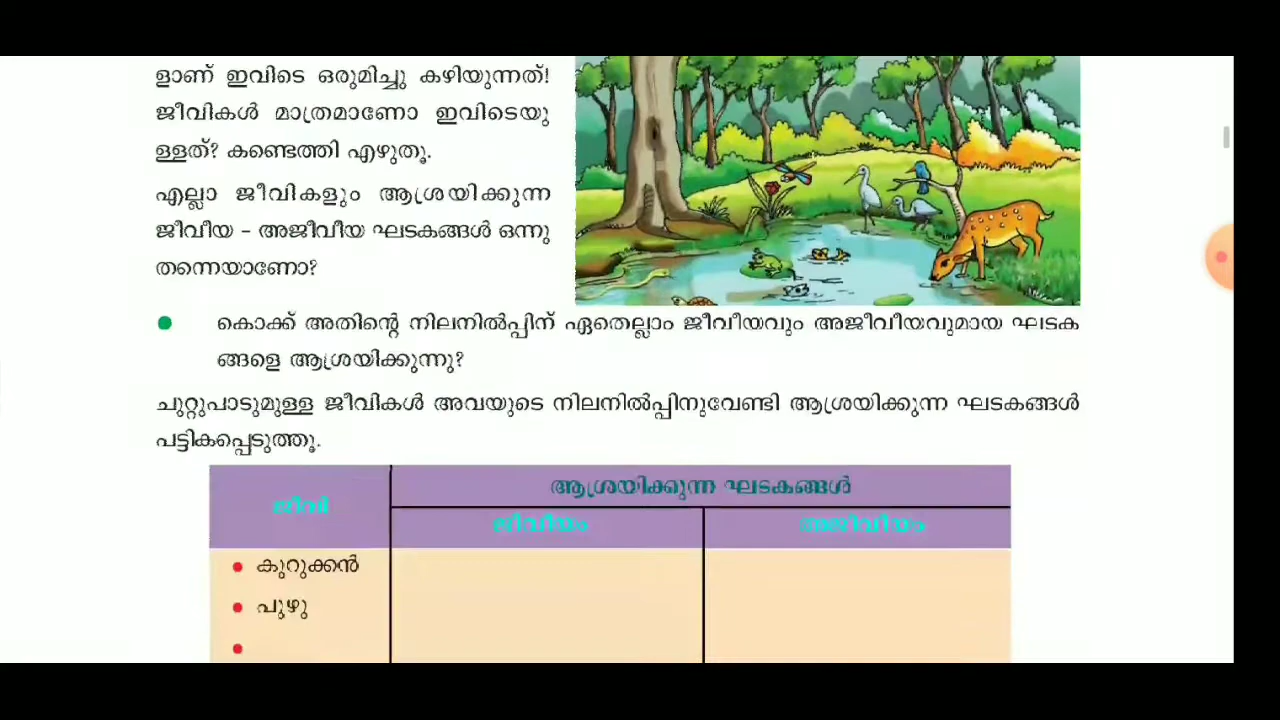 ളാണ് ഇവിടെ ഒരുമിച്ചു കഴിയുന്നത്!
ജീവികൾ മാത്രമാണോ ഇവിടെയു
ള്ളത്? കണ്ടെത്തി എഴുതൂ.
എല്ലാ ജീവികളും ആശ്രയിക്കുന്ന
ജീവീയ - അജീവീയ ഘടകങ്ങൾ ഒന്നു
തന്നെയാണോ?
● കൊക്ക് അതിന്റെ നിലനിൽപ്പിന് ഏതെല്ലാം ജീവീയവും അജീവീയവുമായ ഘടക
ങ്ങളെ ആശ്രയിക്കുന്നു?
ചുറ്റുപാടുമുള്ള ജീവികൾ അവയുടെ നിലനിൽപ്പിനുവേണ്ടി ആശ്രയിക്കുന്ന ഘടകങ്ങൾ
പട്ടികപ്പെടുത്തൂ.
ആശ്രയിക്കുന്ന ഘടകങ്ങൾ
ജീവി
ജീവീയം അജീവീയം
● കുറുക്കൻ
● പുഴു
●